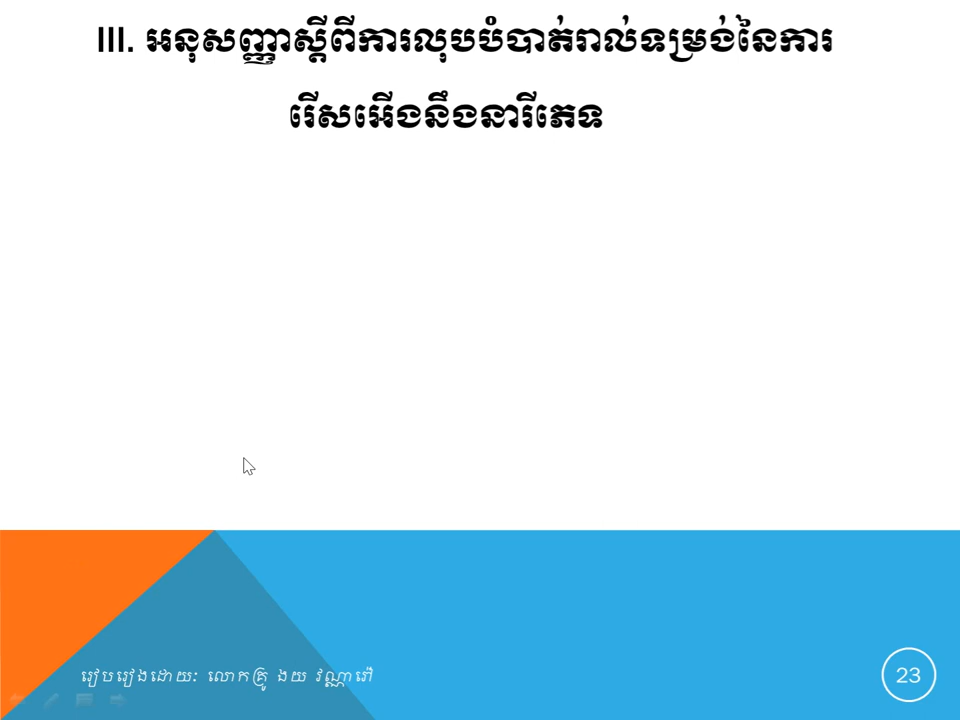 III. អនុសញ្ញាស្តីពីការលុបបំបាត់រាល់ទម្រង់នៃការ
រើសអើងនឹងនារីភេទ
រៀបរៀងដោយ: លោកគ្រូ ងយ វណ្ណារៅ
23